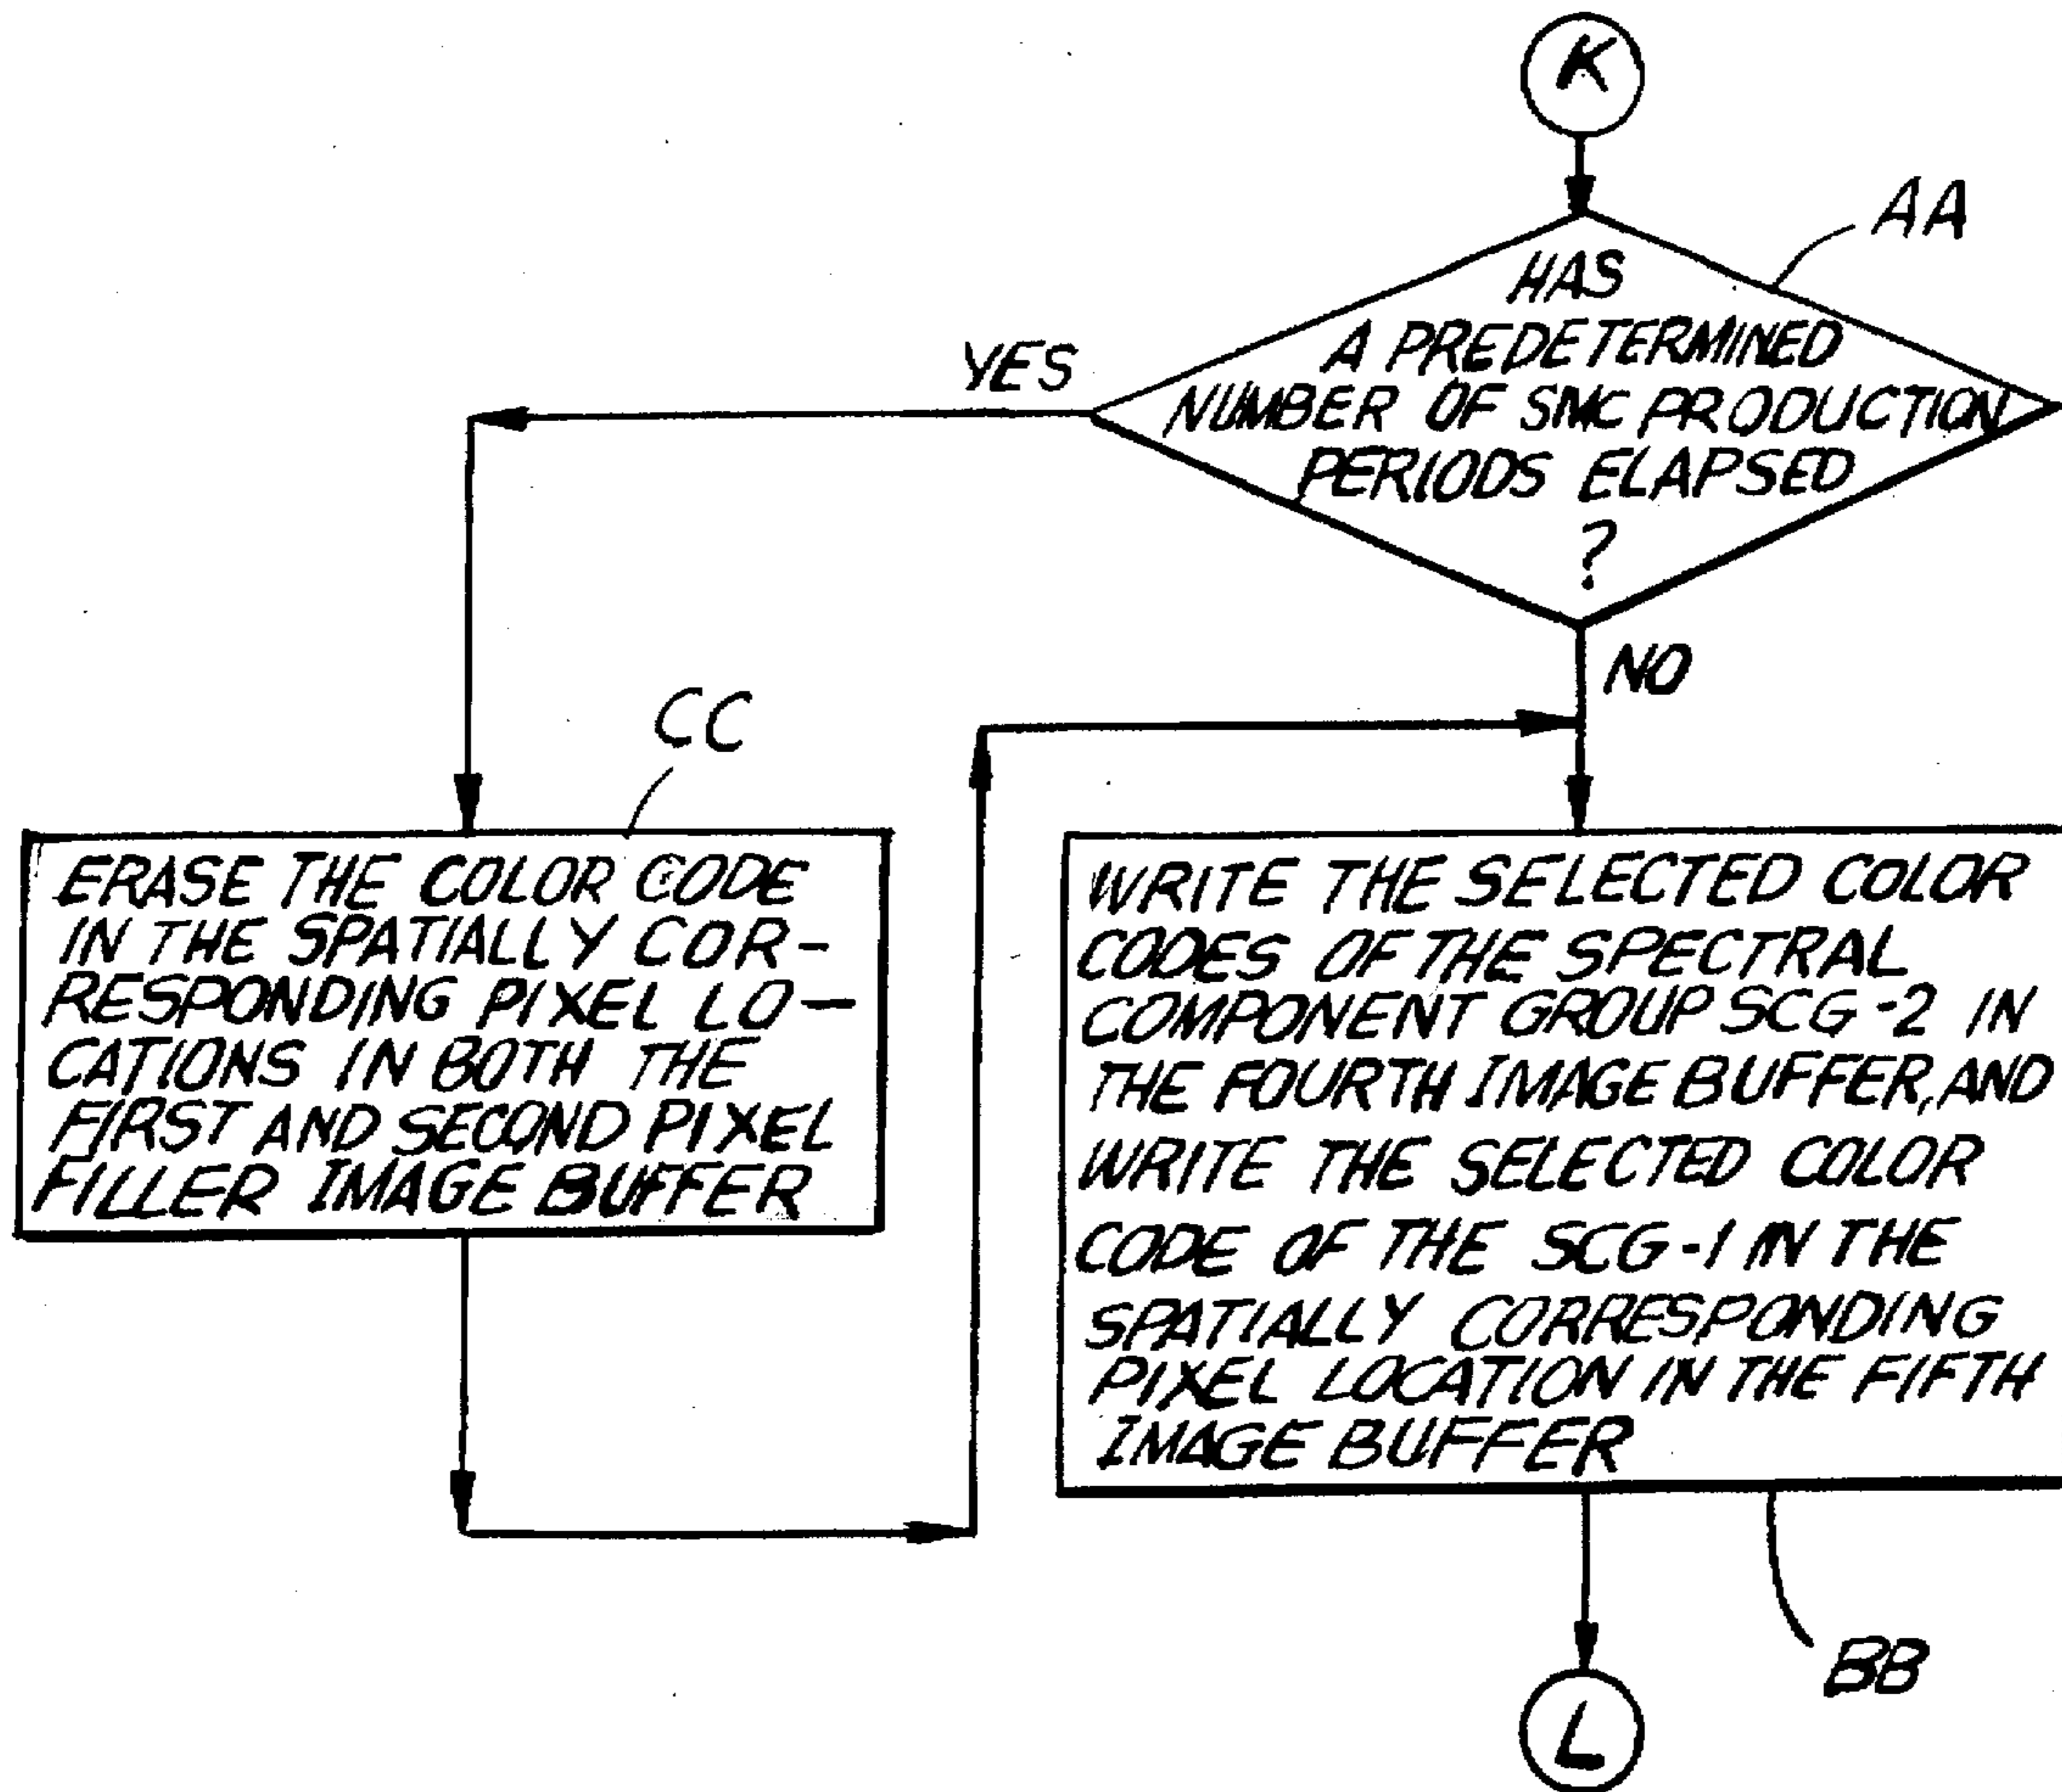 K
AA
HAS
A PREDETERMINED
NUMBER OF SMC PRODUCTION
PERIODS ELAPSED
?
YES
NO
CC
ERASE THE COLOR CODE
IN THE SPATIALLY COR-
RESPONDING PIXEL LO-
CATIONS IN BOTH THE
FIRST AND SECOND PIXEL
FILLER IMAGE BUFFER
WRITE THE SELECTED COLOR
CODES OF THE SPECTRAL
COMPONENT GROUP SCG-2 IN
THE FOURTH IMAGE BUFFER, AND
WRITE THE SELECTED COLOR
CODE OF THE SCG-1 IN THE
SPATIALLY CORRESPONDING
PIXEL LOCATION IN THE FIFTH
IMAGE BUFFER
BB
L